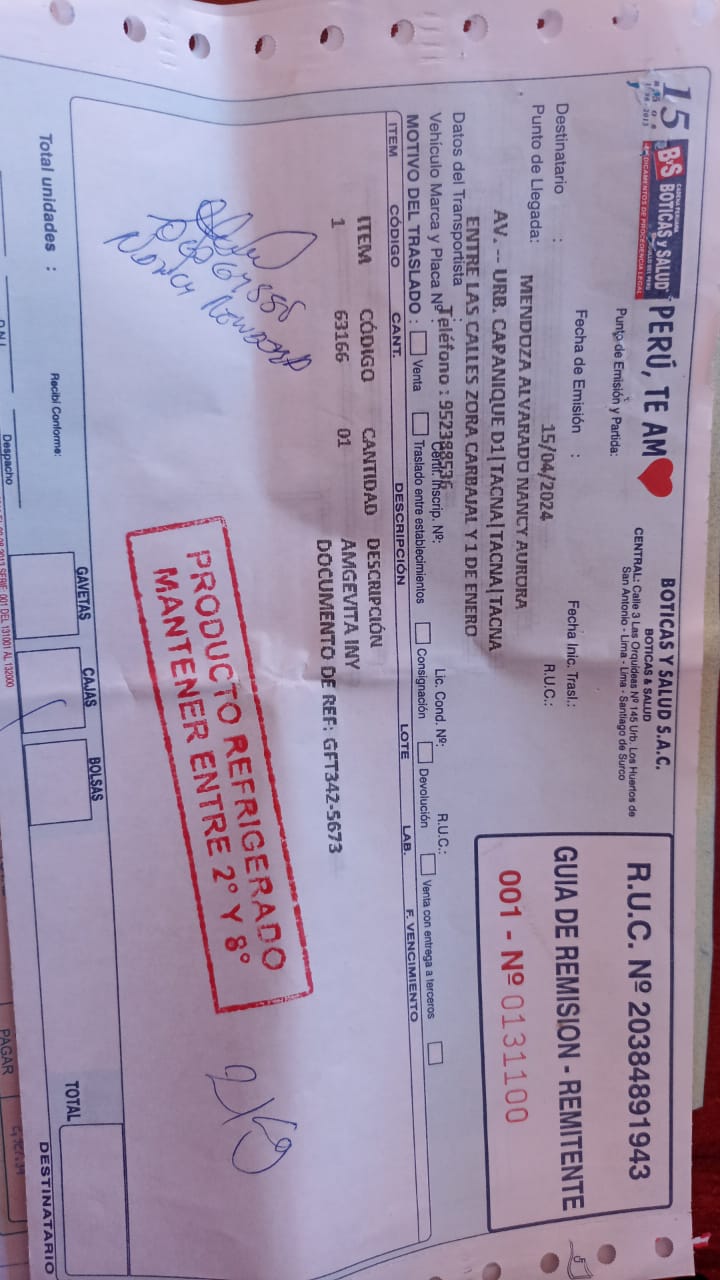 15
CADENA PERUANA
B&S BOTICAS y SALUD
MEDICAMENTOS DE PROCEDENCIA LEGAL
PERÚ, TE AM❤
BOTICAS Y SALUD S.A.C.
BOTICAS & SALUD
CENTRAL: Calle 3 Las Orquídeas Nº 145 Urb. Los Huertos de
San Antonio - Lima - Lima - Santiago de Surco
R.U.C. Nº 20384891943
GUIA DE REMISION - REMITENTE
001 - Nº 0131100
Punto de Emisión y Partida:
Fecha de Emisión : 15/04/2024
Fecha Inic. Trasl.:
Destinatario : MENDOZA ALVARADO NANCY AURORA
R.U.C.:
Punto de Llegada: AV. -- URB. CAPANIQUE D1|TACNA|TACNA|TACNA
ENTRE LAS CALLES ZORA CARBAJAL Y 1 DE ENERO
Datos del Transportista :
R.U.C.:
Teléfono : 952388536
Vehículo Marca y Placa Nº:
Certf. Inscrip. Nº:
Lic. Cond. Nº:
MOTIVO DEL TRASLADO : Venta Traslado entre establecimientos Consignación Devolución Venta con entrega a terceros
ITEM CÓDIGO CANT. DESCRIPCIÓN LOTE LAB. F. VENCIMIENTO
ITEM CÓDIGO CANTIDAD DESCRIPCIÓN
1 63166 01 AMGEVITA INY
DOCUMENTO DE REF: GFT342-5673
PRODUCTO REFRIGERADO
MANTENER ENTRE 2° Y 8°
GAVETAS CAJAS BOLSAS
TOTAL
Total unidades :
Recibí Conforme:
DESTINATARIO
D.N.I.
Despacho
PAGAR